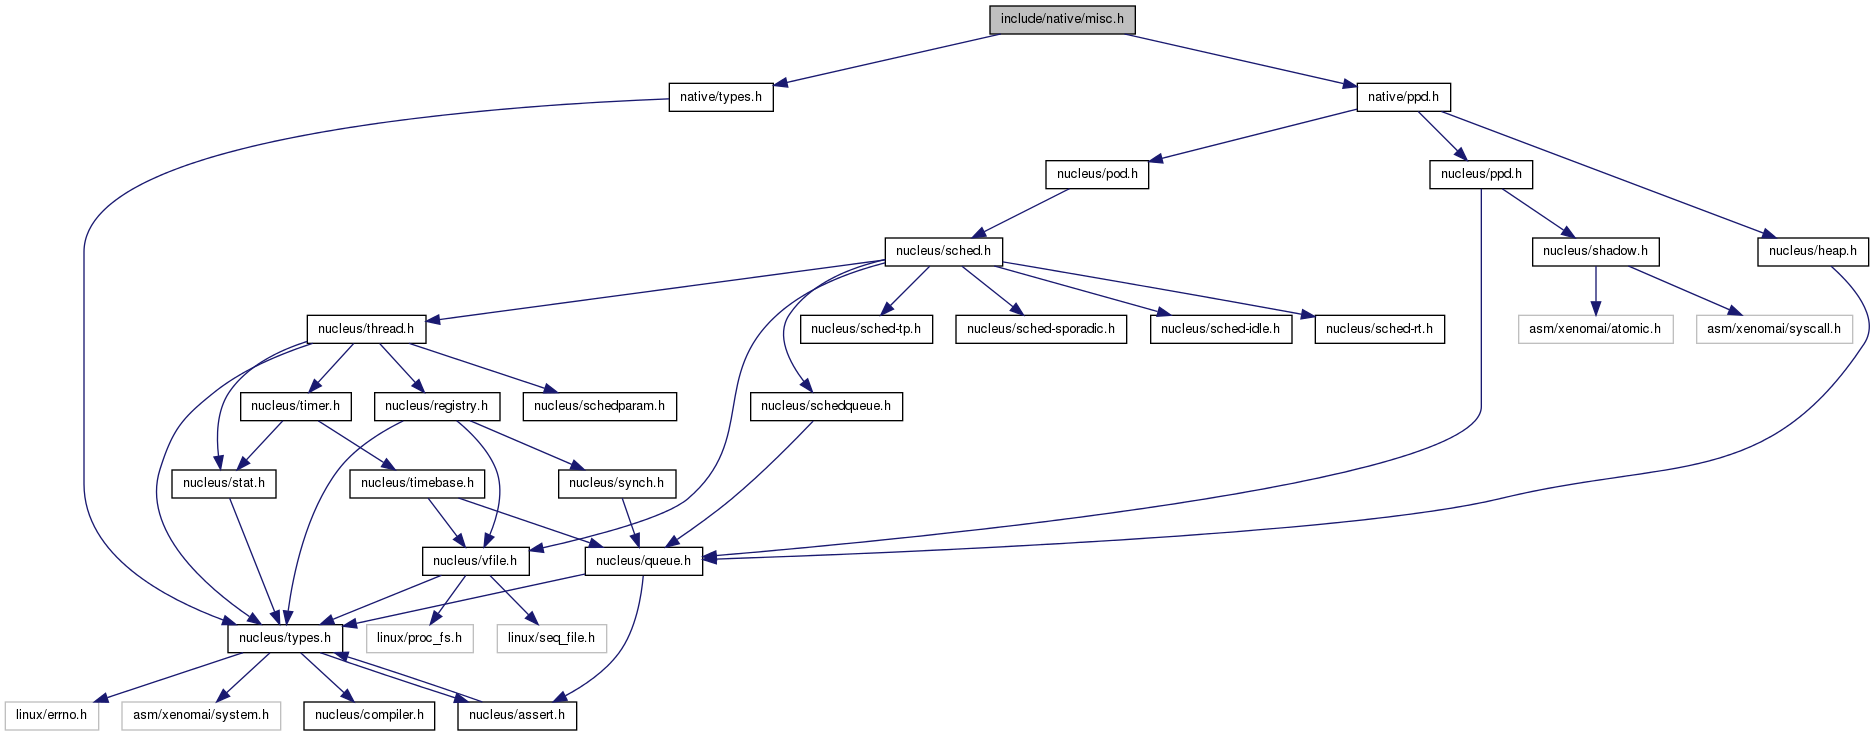 include/native/misc.h
native/types.h
native/ppd.h
nucleus/pod.h
nucleus/ppd.h
nucleus/sched.h
nucleus/shadow.h
nucleus/heap.h
nucleus/thread.h
nucleus/sched-tp.h
nucleus/sched-sporadic.h
nucleus/sched-idle.h
nucleus/sched-rt.h
asm/xenomai/atomic.h
asm/xenomai/syscall.h
nucleus/timer.h
nucleus/registry.h
nucleus/schedparam.h
nucleus/schedqueue.h
nucleus/stat.h
nucleus/timebase.h
nucleus/synch.h
nucleus/vfile.h
nucleus/queue.h
nucleus/types.h
linux/proc_fs.h
linux/seq_file.h
linux/errno.h
asm/xenomai/system.h
nucleus/compiler.h
nucleus/assert.h